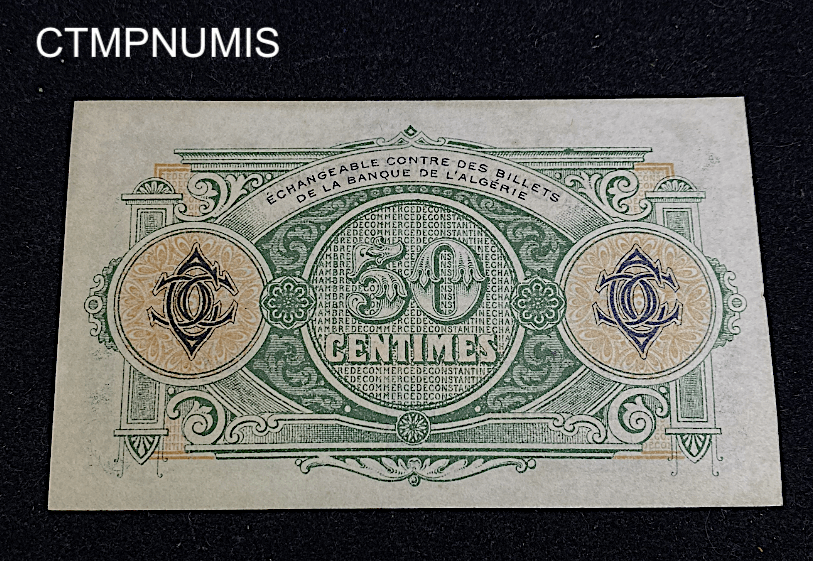 CTMPNUMIS
ÉCHANGEABLE CONTRE DES BILLETS
DE LA BANQUE DE L'ALGÉRIE
50
CENTIMES